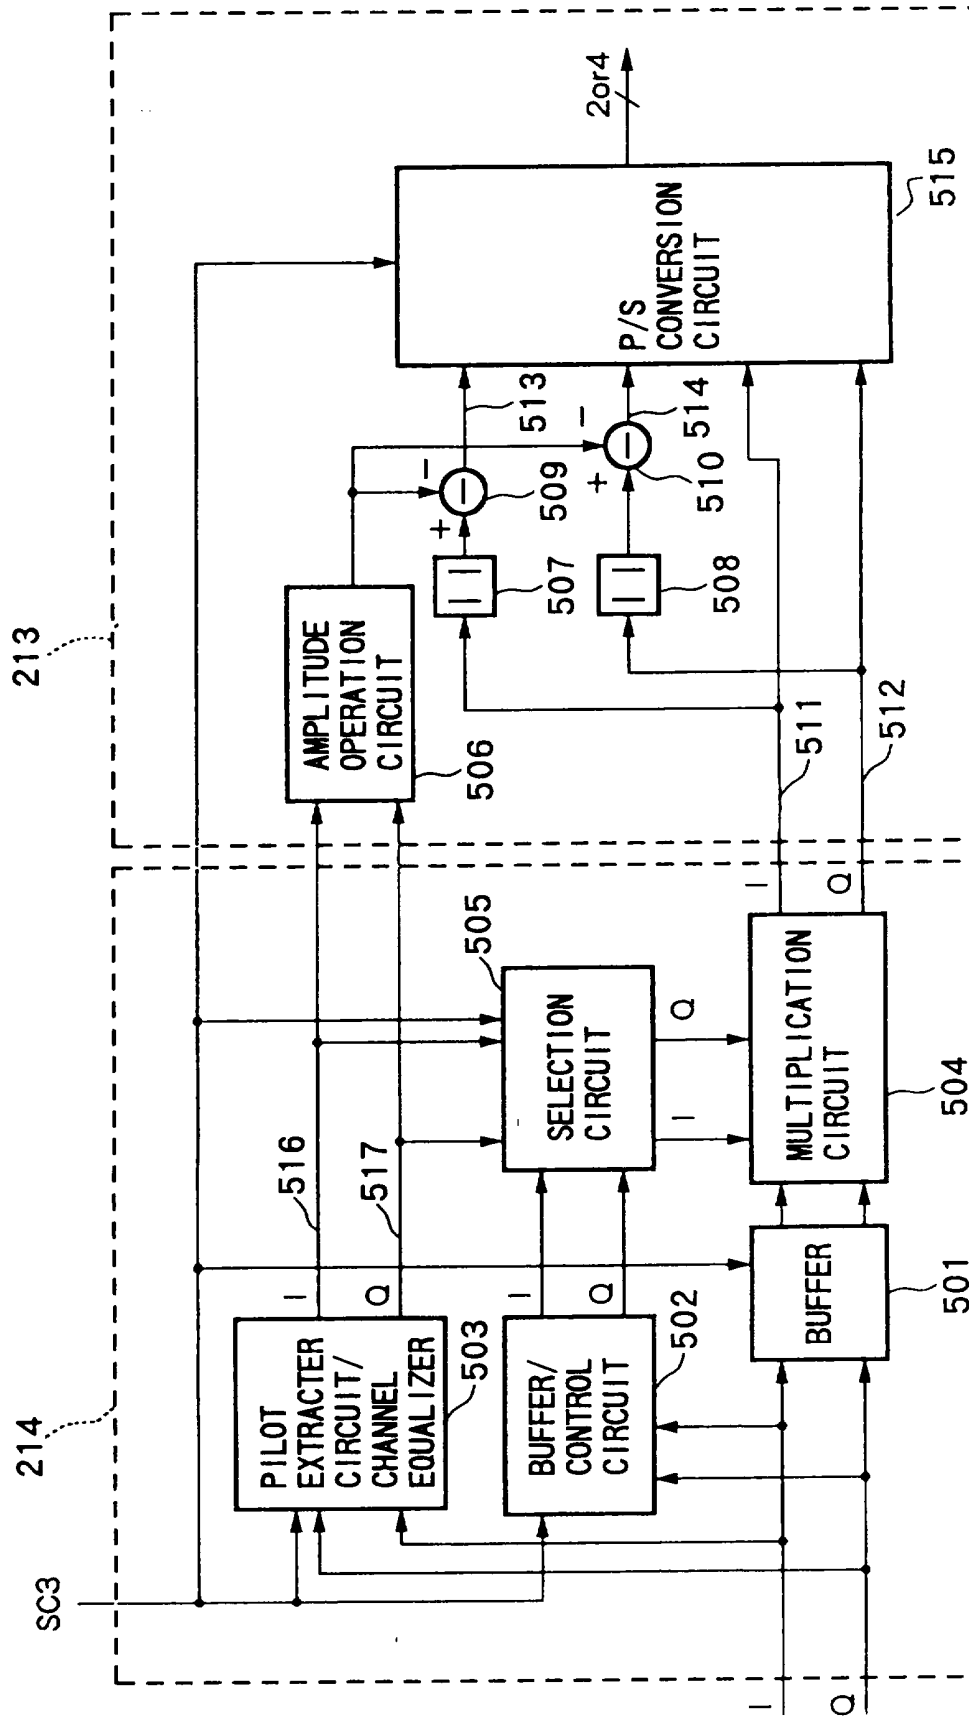 213
214
SC3
2or4
P/S
CONVERSION
CIRCUIT
515
513
514
-
-
+
+
509
510
507
508
AMPLITUDE
OPERATION
CIRCUIT
506
511
512
I
Q
505
SELECTION
CIRCUIT
Q
I
MULTIPLICATION
CIRCUIT
504
516
517
I
Q
PILOT
EXTRACTER
CIRCUIT/
CHANNEL
EQUALIZER
503
I
Q
BUFFER/
CONTROL
CIRCUIT
502
BUFFER
501
I
Q